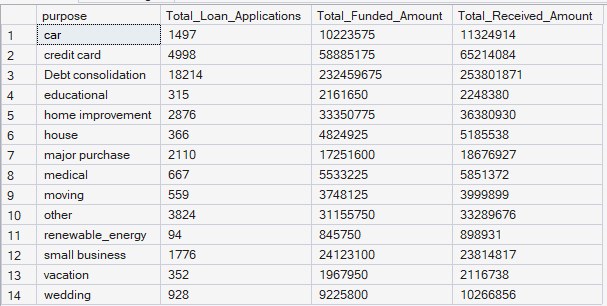 purpose Total_Loan_Applications Total_Funded_Amount Total_Received_Amount
1 car 1497 10223575 11324914
2 credit card 4998 58885175 65214084
3 Debt consolidation 18214 232459675 253801871
4 educational 315 2161650 2248380
5 home improvement 2876 33350775 36380930
6 house 366 4824925 5185538
7 major purchase 2110 17251600 18676927
8 medical 667 5533225 5851372
9 moving 559 3748125 3999899
10 other 3824 31155750 33289676
11 renewable_energy 94 845750 898931
12 small business 1776 24123100 23814817
13 vacation 352 1967950 2116738
14 wedding 928 9225800 10266856